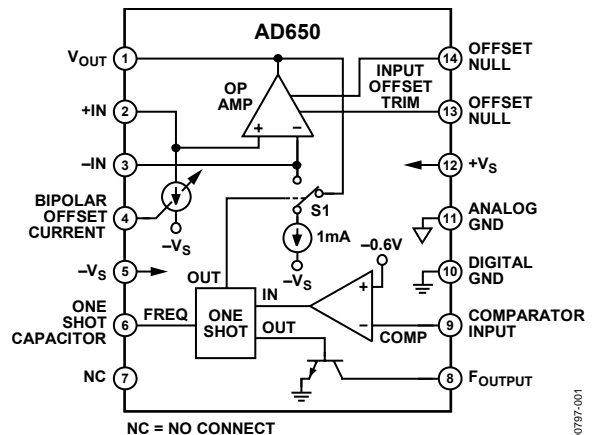 AD650
VOUT 1
+IN 2
–IN 3
BIPOLAR
OFFSET
CURRENT 4
–VS 5
ONE
SHOT
CAPACITOR 6
NC 7
OP
AMP
+ –
INPUT
OFFSET
TRIM
–VS
S1
1mA
–VS
–0.6V
OUT
FREQ
ONE
SHOT
IN
OUT
+
–
COMP
14 OFFSET
NULL
13 OFFSET
NULL
12 +VS
11 ANALOG
GND
10 DIGITAL
GND
9 COMPARATOR
INPUT
8 FOUTPUT
NC = NO CONNECT